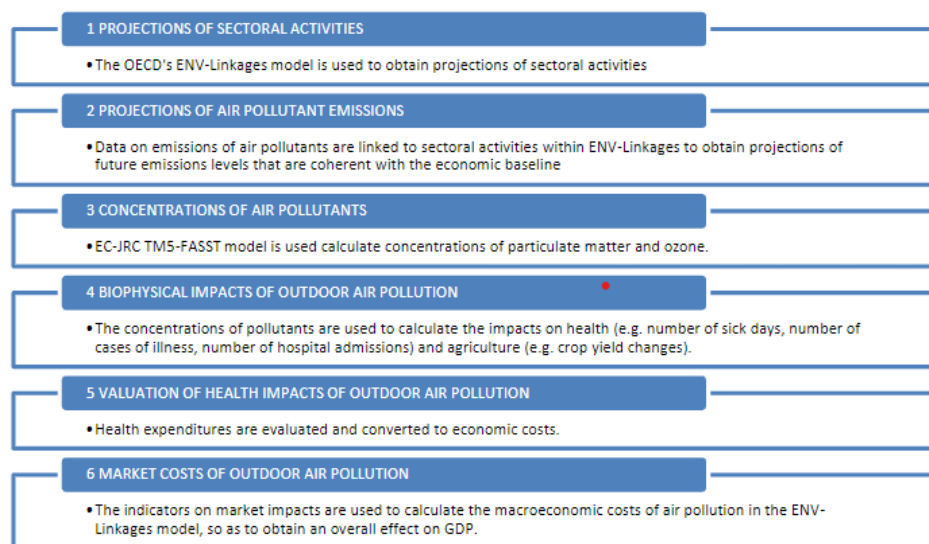 1 PROJECTIONS OF SECTORAL ACTIVITIES
•The OECD's ENV-Linkages model is used to obtain projections of sectoral activities
2 PROJECTIONS OF AIR POLLUTANT EMISSIONS
•Data on emissions of air pollutants are linked to sectoral activities within ENV-Linkages to obtain projections of
future emissions levels that are coherent with the economic baseline
3 CONCENTRATIONS OF AIR POLLUTANTS
•EC-JRC TM5-FASST model is used calculate concentrations of particulate matter and ozone.
4 BIOPHYSICAL IMPACTS OF OUTDOOR AIR POLLUTION
•The concentrations of pollutants are used to calculate the impacts on health (e.g. number of sick days, number of
cases of illness, number of hospital admissions) and agriculture (e.g. crop yield changes).
5 VALUATION OF HEALTH IMPACTS OF OUTDOOR AIR POLLUTION
•Health expenditures are evaluated and converted to economic costs.
6 MARKET COSTS OF OUTDOOR AIR POLLUTION
•The indicators on market impacts are used to calculate the macroeconomic costs of air pollution in the ENV-
Linkages model, so as to obtain an overall effect on GDP.